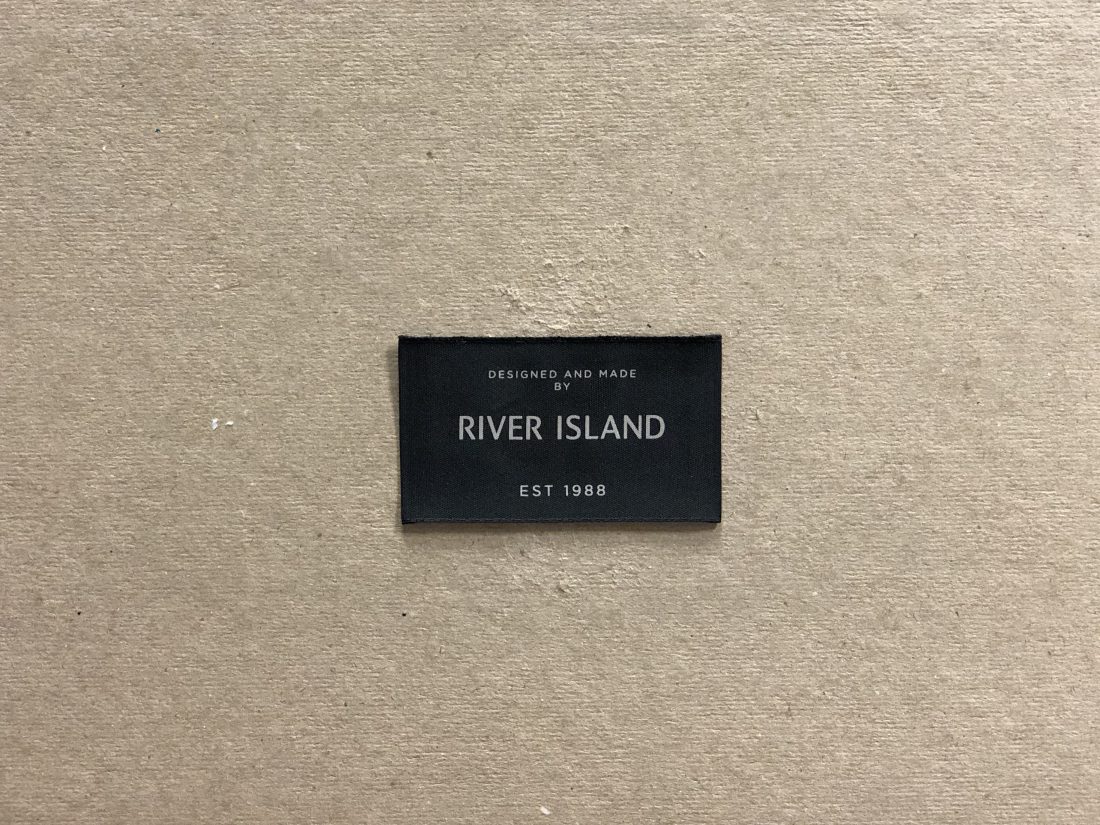 DESIGNED AND MADE
BY
RIVER ISLAND
EST 1988